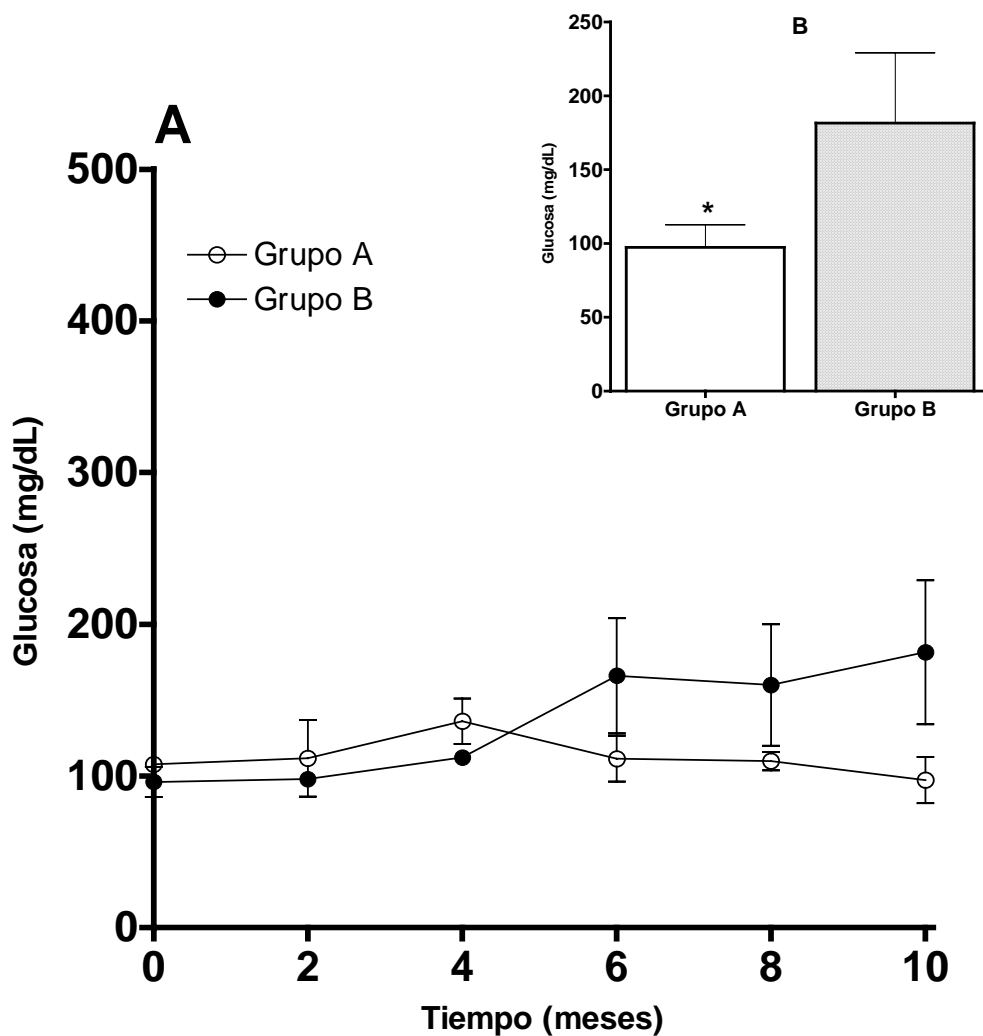 A
500
400
300
200
100
0
Glucosa (mg/dL)
Grupo A
Grupo B
0 2 4 6 8 10
Tiempo (meses)
B
250
200
150
100
50
0
Glucosa (mg/dL)
*
Grupo A Grupo B